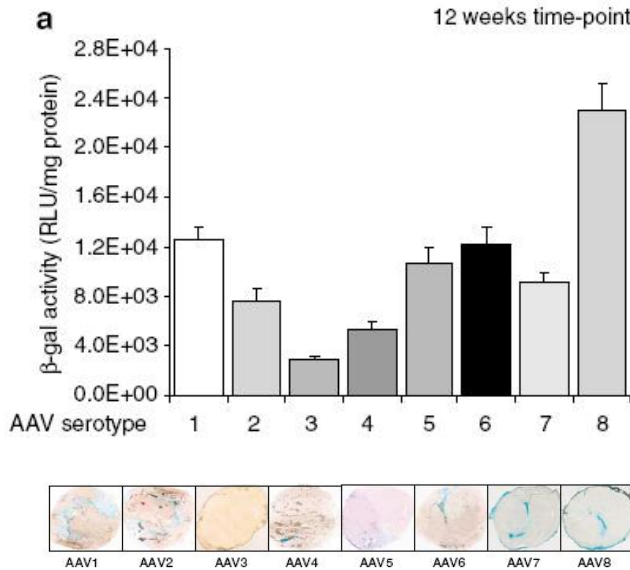 a
12 weeks time-point
β-gal activity (RLU/mg protein)
2.8E+04
2.4E+04
2.0E+04
1.6E+04
1.2E+04
8.0E+03
4.0E+03
0.0E+00
AAV serotype 1 2 3 4 5 6 7 8
AAV1 AAV2 AAV3 AAV4 AAV5 AAV6 AAV7 AAV8